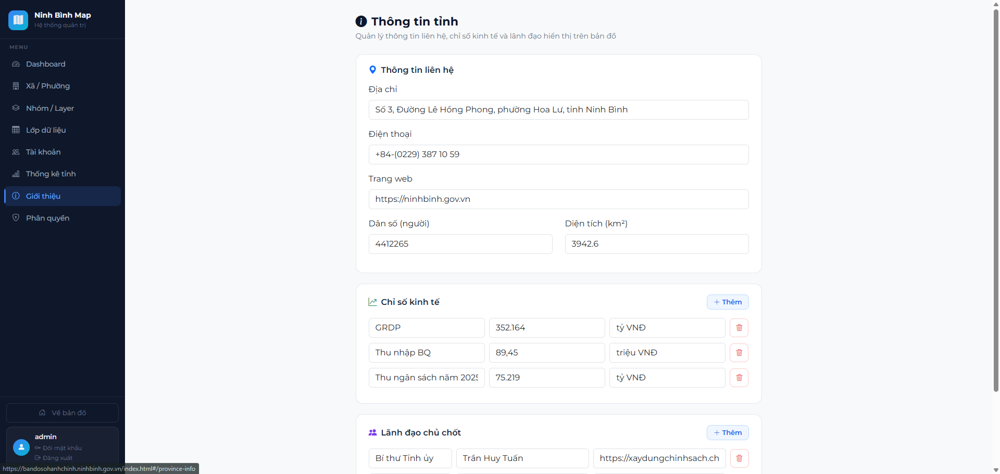 Ninh Bình Map
Hệ thống quản trị
MENU
Dashboard
Xã / Phường
Nhóm / Layer
Lớp dữ liệu
Tài khoản
Thống kê tỉnh
Giới thiệu
Phân quyền
Về bản đồ
admin
Đổi mật khẩu
Đăng xuất
https://bandosohanhchinh.ninhbinh.gov.vn/index.html#/province-info
Thông tin tỉnh
Quản lý thông tin liên hệ, chỉ số kinh tế và lãnh đạo hiển thị trên bản đồ
Thông tin liên hệ
Địa chỉ
Số 3, Đường Lê Hồng Phong, phường Hoa Lư, tỉnh Ninh Bình
Điện thoại
+84-(0229) 387 10 59
Trang web
https://ninhbinh.gov.vn
Dân số (người) Diện tích (km²)
4412265 3942.6
Chỉ số kinh tế + Thêm
GRDP 352.164 tỷ VNĐ
Thu nhập BQ 89,45 triệu VNĐ
Thu ngân sách năm 2025 75.219 tỷ VNĐ
Lãnh đạo chủ chốt + Thêm
Bí thư Tỉnh ủy Trần Huy Tuấn https://xaydungchinhsach.ch